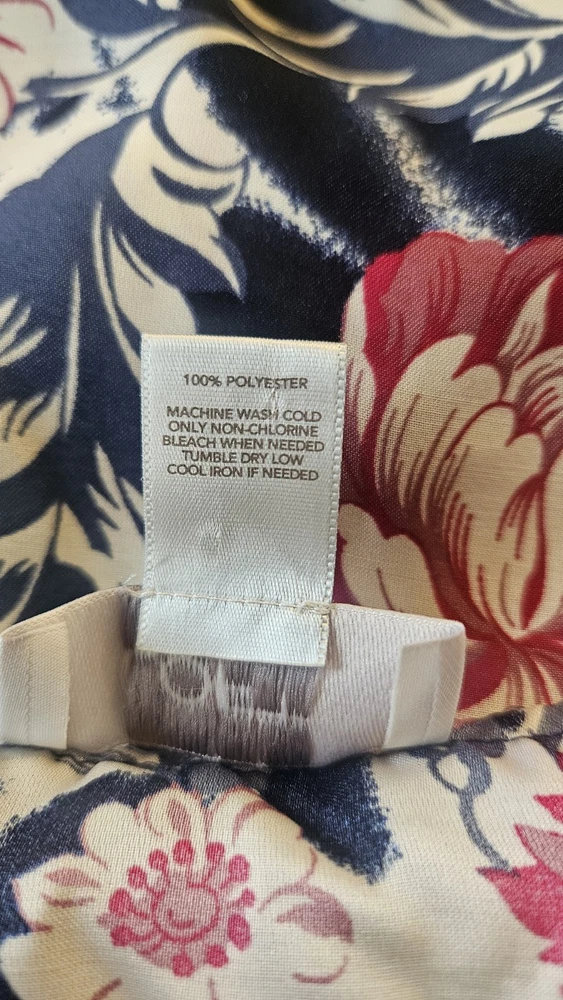 100% POLYESTER
MACHINE WASH COLD
ONLY NON-CHLORINE
BLEACH WHEN NEEDED
TUMBLE DRY LOW
COOL IRON IF NEEDED